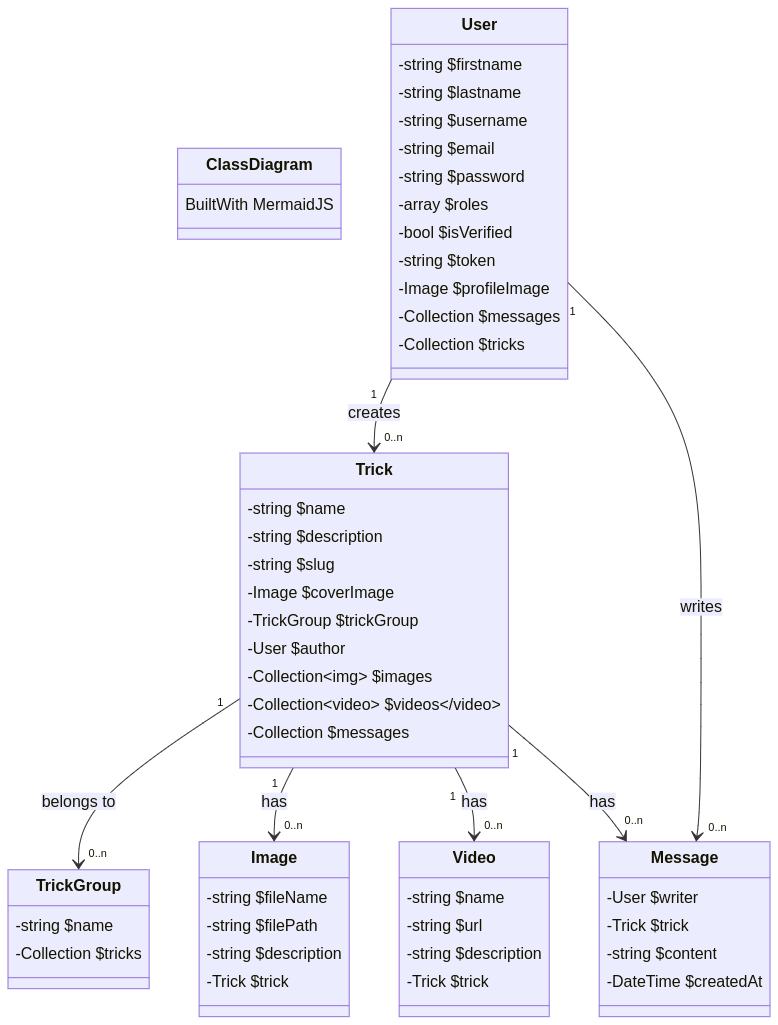 User
-string $firstname
-string $lastname
-string $username
-string $email
-string $password
-array $roles
-bool $isVerified
-string $token
-Image $profileImage
-Collection $messages
-Collection $tricks
ClassDiagram
BuiltWith MermaidJS
1
1
creates
0..n
writes
0..n
Trick
-string $name
-string $description
-string $slug
-Image $coverImage
-TrickGroup $trickGroup
-User $author
-Collection<img> $images
-Collection<video> $videos</video>
-Collection $messages
1
belongs to
0..n
1
has
0..n
1
has
0..n
1
has
0..n
TrickGroup
-string $name
-Collection $tricks
Image
-string $fileName
-string $filePath
-string $description
-Trick $trick
Video
-string $name
-string $url
-string $description
-Trick $trick
Message
-User $writer
-Trick $trick
-string $content
-DateTime $createdAt